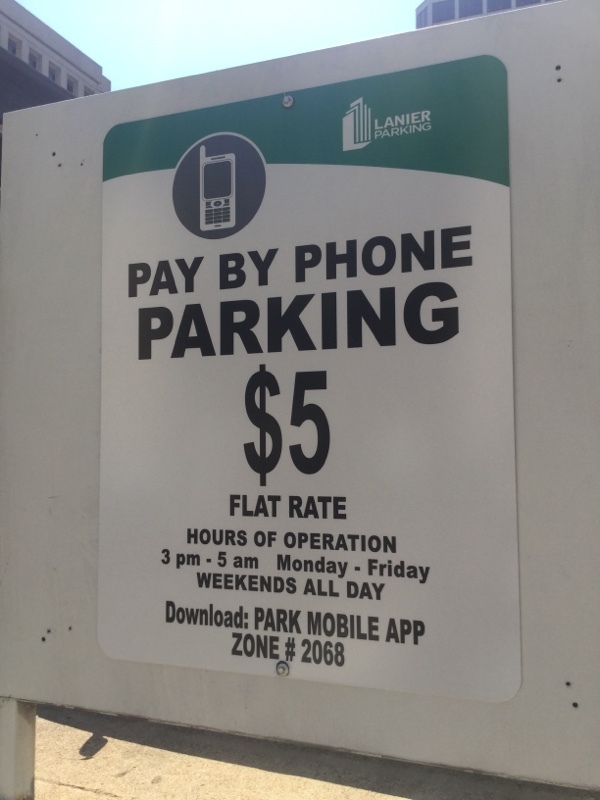 LANIER
PARKING
PAY BY PHONE
PARKING
$5
FLAT RATE
HOURS OF OPERATION
3 pm - 5 am Monday - Friday
WEEKENDS ALL DAY
Download: PARK MOBILE APP
ZONE # 2068